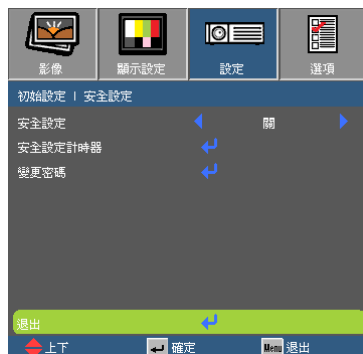 影像 顯示設定 設定 選項
初始設定 | 安全設定
安全設定 關
安全設定計時器
變更密碼
退出
上下 確定 Menu 退出